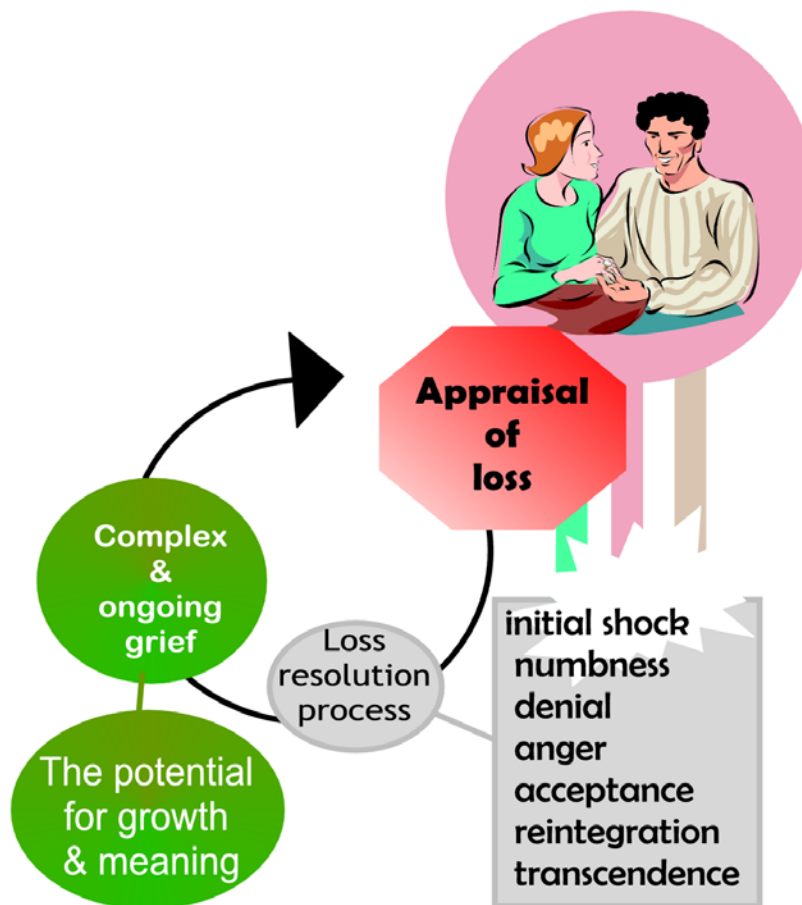 Appraisal
of
loss
Complex
&
ongoing
grief
Loss
resolution
process
initial shock
numbness
denial
anger
acceptance
reintegration
transcendence
The potential
for growth
& meaning